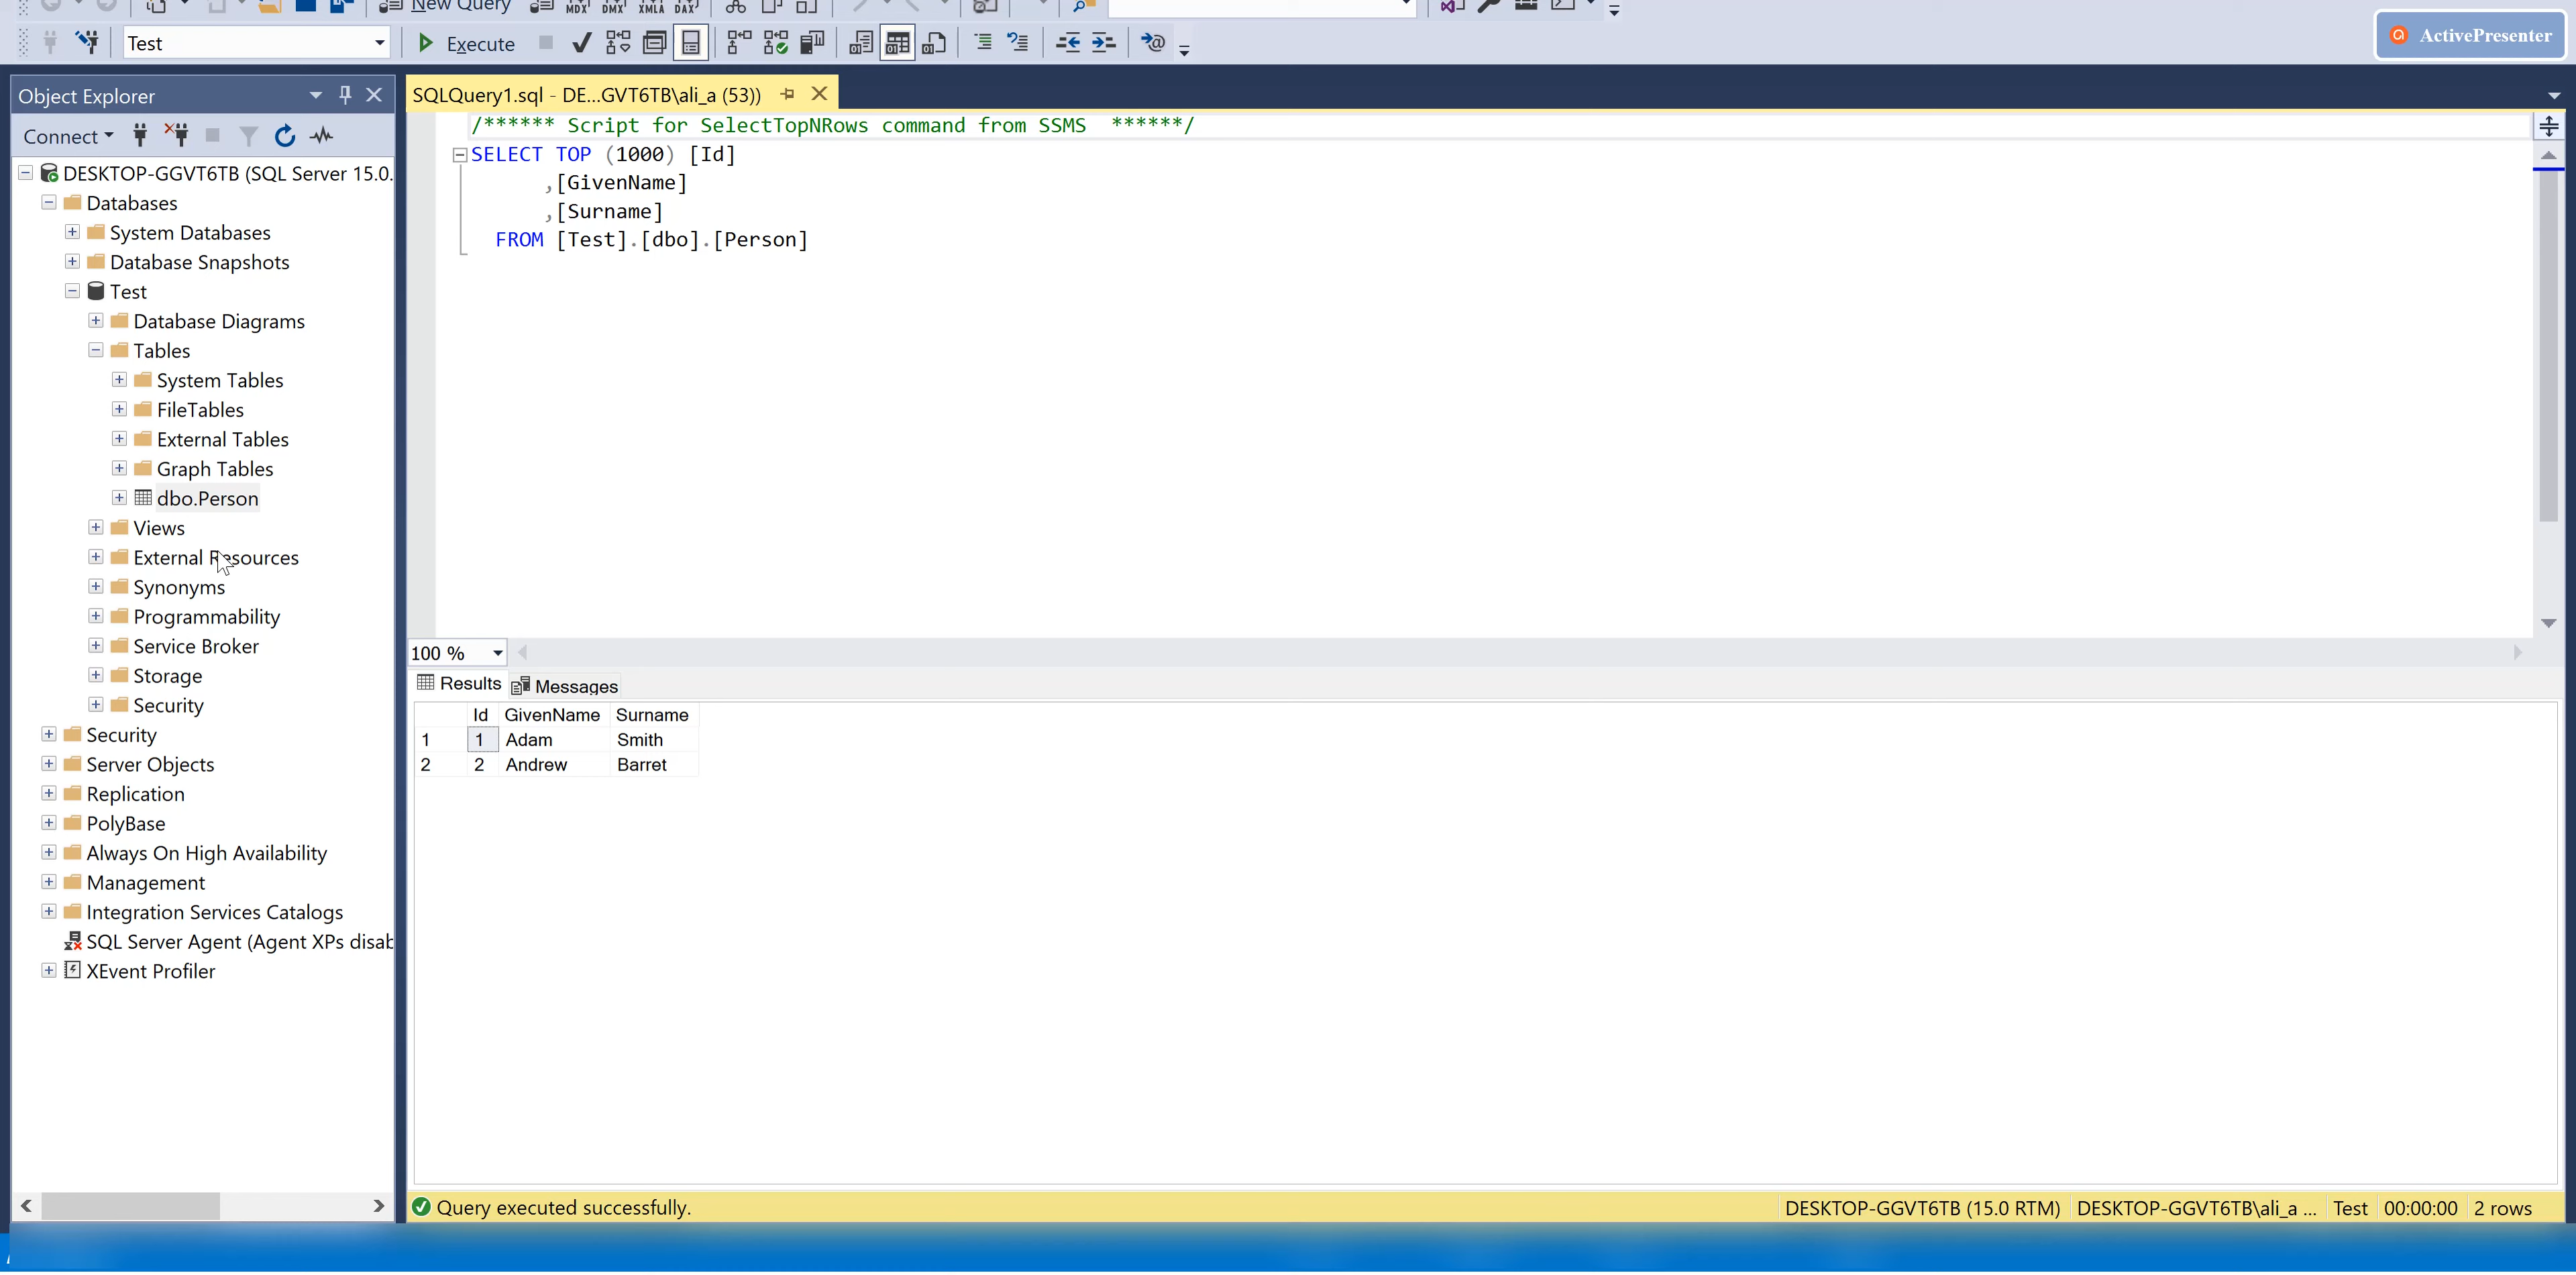 New Query
MDX DMX XMLA DAX
ActivePresenter
Test
Execute
Object Explorer
Connect
DESKTOP-GGVT6TB (SQL Server 15.0.
Databases
System Databases
Database Snapshots
Test
Database Diagrams
Tables
System Tables
FileTables
External Tables
Graph Tables
dbo.Person
Views
External Resources
Synonyms
Programmability
Service Broker
Storage
Security
Security
Server Objects
Replication
PolyBase
Always On High Availability
Management
Integration Services Catalogs
SQL Server Agent (Agent XPs disab
XEvent Profiler
SQLQuery1.sql - DE...GVT6TB\ali_a (53))
/****** Script for SelectTopNRows command from SSMS ******/
SELECT TOP (1000) [Id]
,[GivenName]
,[Surname]
FROM [Test].[dbo].[Person]
100 %
Results Messages
Id GivenName Surname
1 1 Adam Smith
2 2 Andrew Barret
Query executed successfully.
DESKTOP-GGVT6TB (15.0 RTM) DESKTOP-GGVT6TB\ali_a ... Test 00:00:00 2 rows